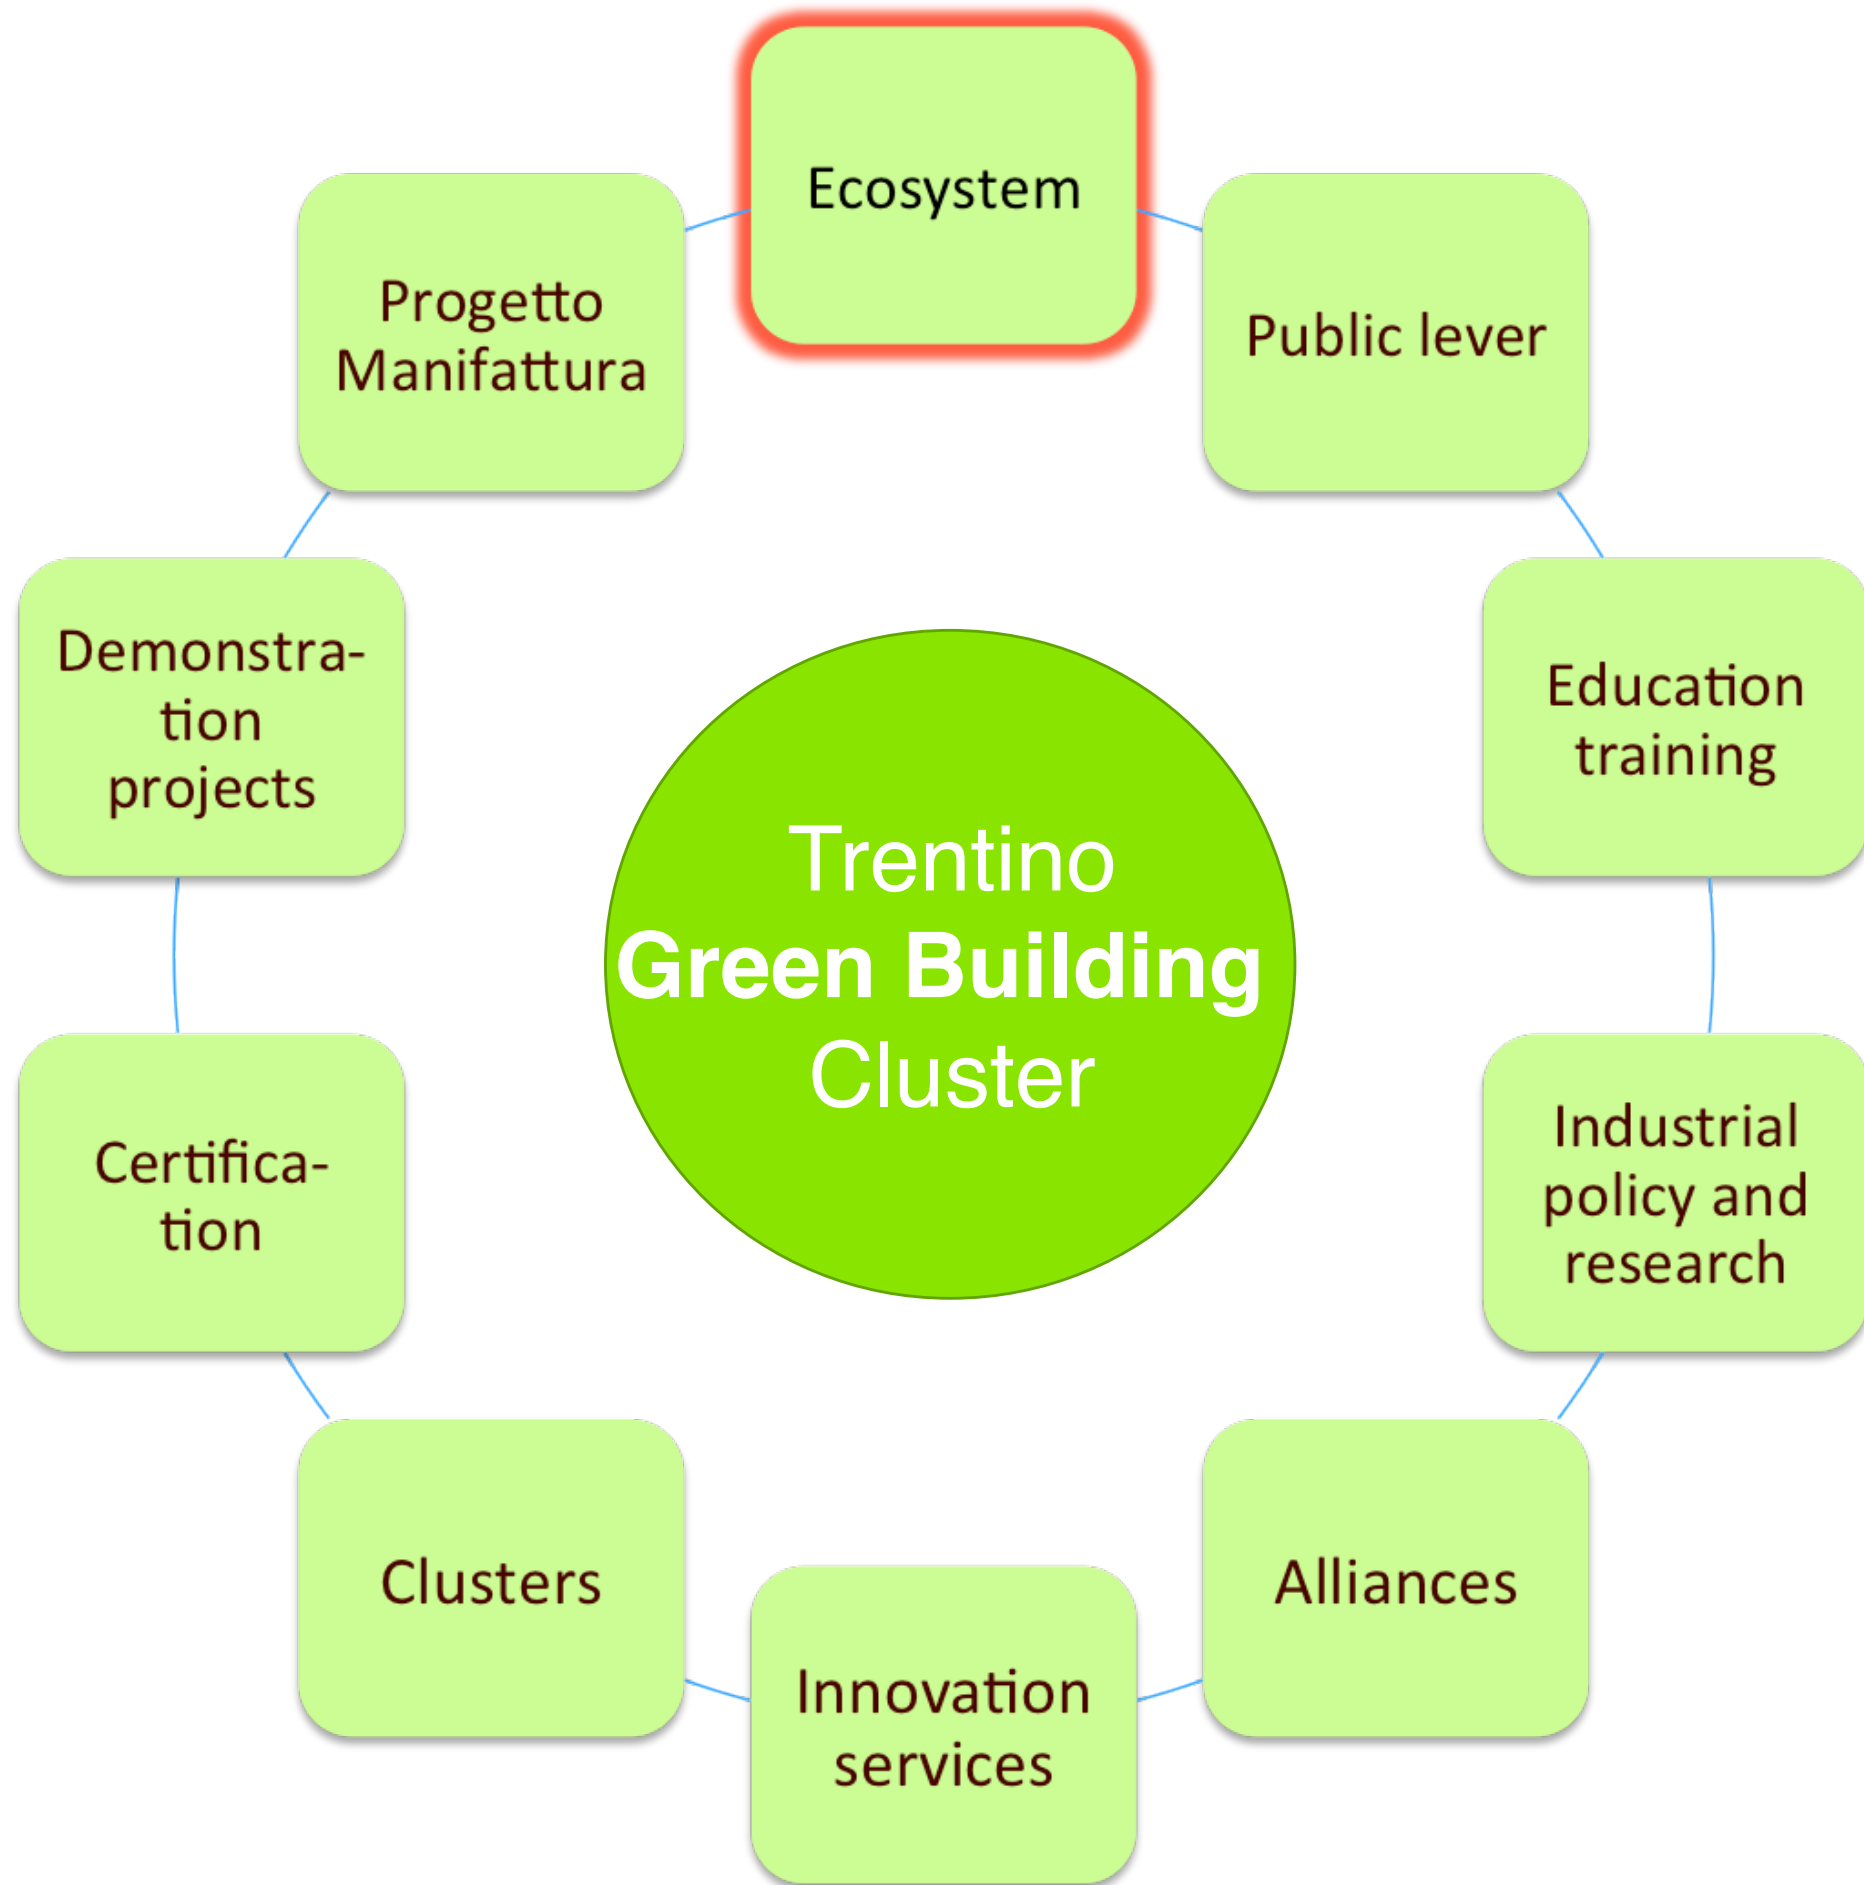 Ecosystem
Public lever
Education
training
Industrial
policy and
research
Alliances
Innovation
services
Clusters
Certifica-
tion
Demonstra-
tion
projects
Progetto
Manifattura
Trentino
Green Building
Cluster